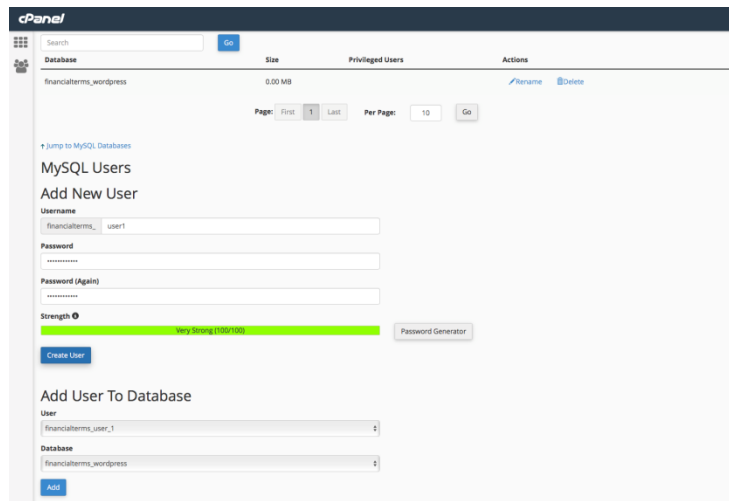 cPanel
Search Go
Database Size Privileged Users Actions
financialterms_wordpress 0.00 MB Rename Delete
Page: First 1 Last Per Page: 10 Go
Jump to MySQL Databases
MySQL Users
Add New User
Username
financialterms_ user1
Password
••••••••••••
Password (Again)
••••••••••••
Strength
Very Strong (100/100) Password Generator
Create User
Add User To Database
User
financialterms_user_1
Database
financialterms_wordpress
Add